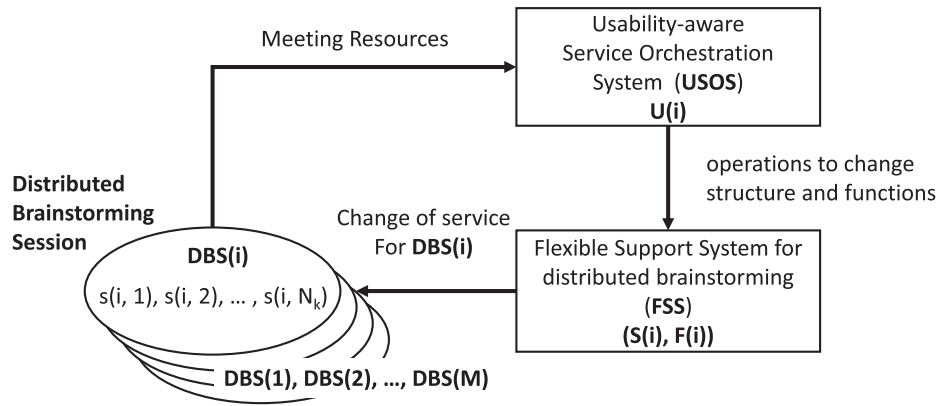 Meeting Resources
Usability-aware
Service Orchestration
System (USOS)
U(i)
operations to change
structure and functions
Distributed
Brainstorming
Session
Change of service
For DBS(i)
DBS(i)
s(i, 1), s(i, 2), ... , s(i, Nk)
Flexible Support System for
distributed brainstorming
(FSS)
(S(i), F(i))
DBS(1), DBS(2), ..., DBS(M)